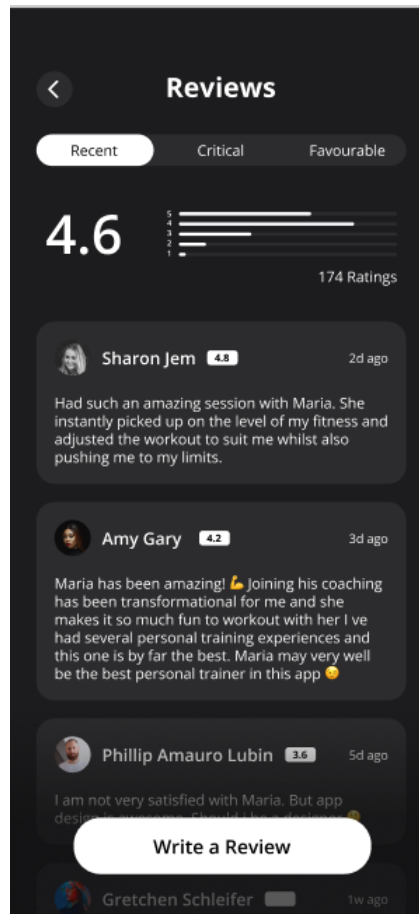 Reviews
Recent Critical Favourable
4.6
5
4
3
2
1
174 Ratings
Sharon Jem 4.8 2d ago
Had such an amazing session with Maria. She
instantly picked up on the level of my fitness and
adjusted the workout to suit me whilst also
pushing me to my limits.
Amy Gary 4.2 3d ago
Maria has been amazing! 💪 Joining his coaching
has been transformational for me and she
makes it so much fun to workout with her I ve
had several personal training experiences and
this one is by far the best. Maria may very well
be the best personal trainer in this app 😉
Phillip Amauro Lubin 3.6 5d ago
I am not very satisfied with Maria. But app
Write a Review
Gretchen Schleifer 1w ago